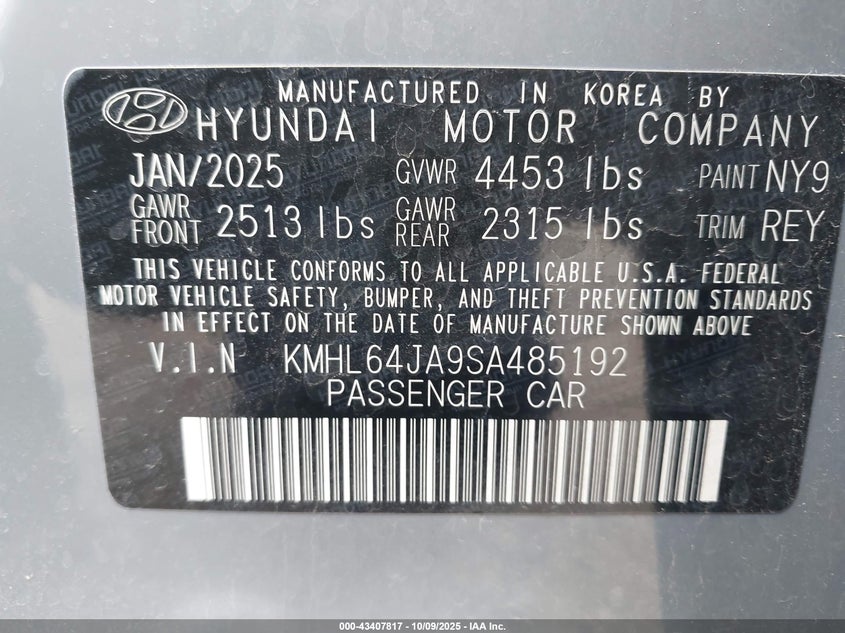 MANUFACTURED IN KOREA BY
HYUNDAI MOTOR COMPANY
JAN/2025 GVWR 4453 lbs PAINT NY9
GAWR FRONT 2513 lbs GAWR REAR 2315 lbs TRIM REY
THIS VEHICLE CONFORMS TO ALL APPLICABLE U.S.A. FEDERAL
MOTOR VEHICLE SAFETY, BUMPER, AND THEFT PREVENTION STANDARDS
IN EFFECT ON THE DATE OF MANUFACTURE SHOWN ABOVE
V.I.N KMHL64JA9SA485192
PASSENGER CAR
000-43407817 - 10/09/2025 - IAA Inc.